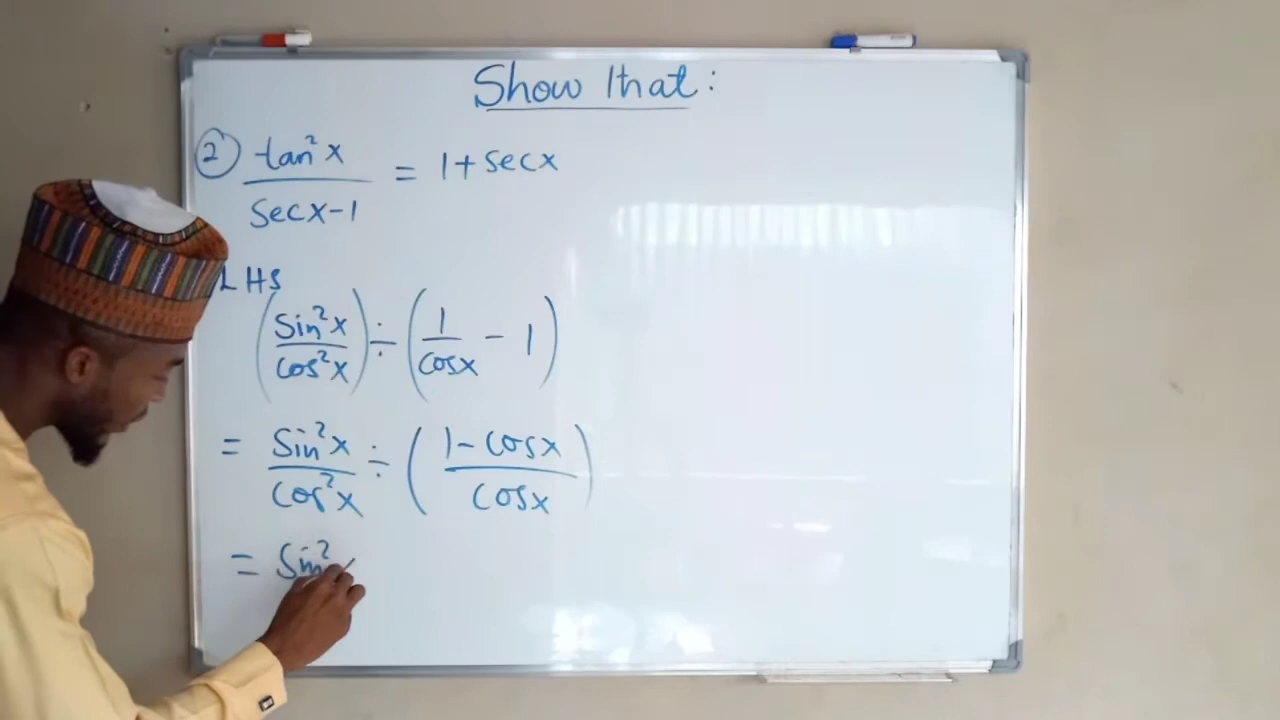 Show that:
② tan²x / secx-1 = 1 + secx
LHS
(sin²x / cos²x) ÷ (1 / cosx - 1)
= sin²x / cos²x ÷ (1 - cosx / cosx)
= Sin²